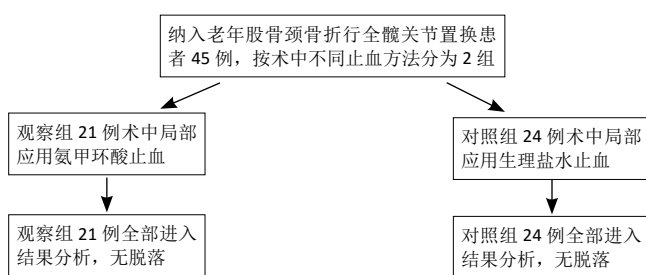 纳入老年股骨颈骨折行全髋关节置换患
者 45 例，按术中不同止血方法分为 2 组
观察组 21 例术中局部
应用氨甲环酸止血
对照组 24 例术中局部
应用生理盐水止血
观察组 21 例全部进入
结果分析，无脱落
对照组 24 例全部进入
结果分析，无脱落